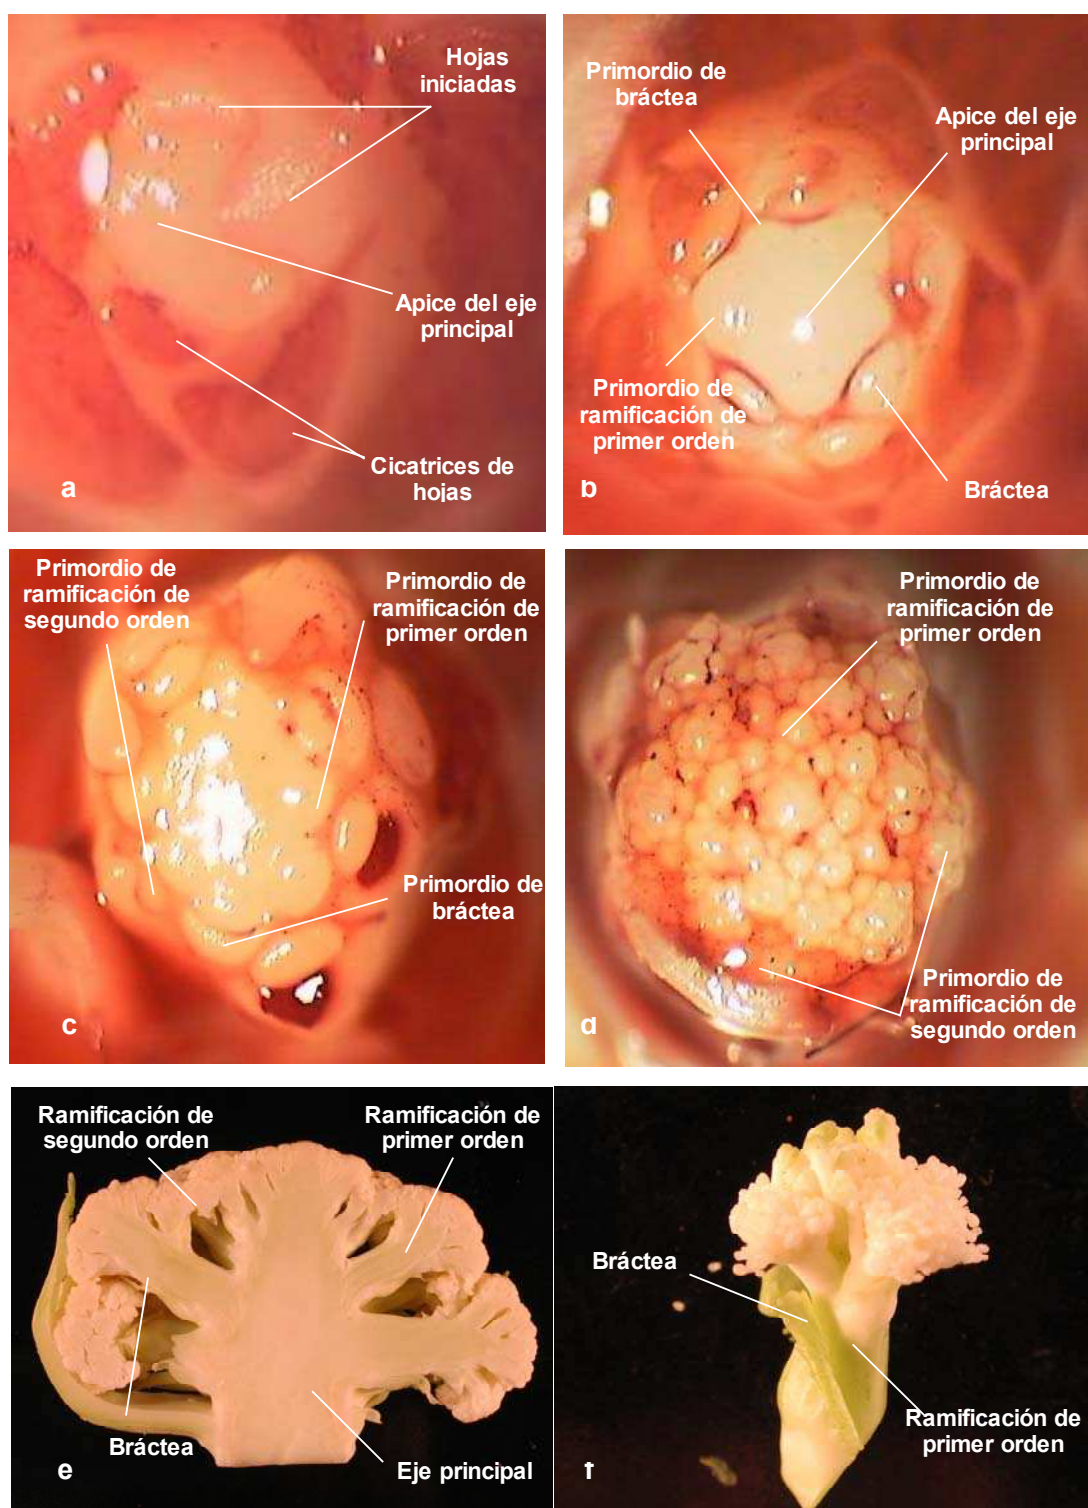 Hojas
iniciadas
Apice del eje
principal
Cicatrices de
hojas
a
Primordio de
bráctea
Apice del eje
principal
Primordio de
ramificación de
primer orden
Bráctea
b
Primordio de
ramificación de
segundo orden
Primordio de
ramificación de
primer orden
Primordio de
bráctea
c
Primordio de
ramificación de
primer orden
Primordio de
ramificación de
segundo orden
d
Ramificación de
segundo orden
Ramificación de
primer orden
Bráctea
Eje principal
e
Bráctea
Ramificación de
primer orden
f